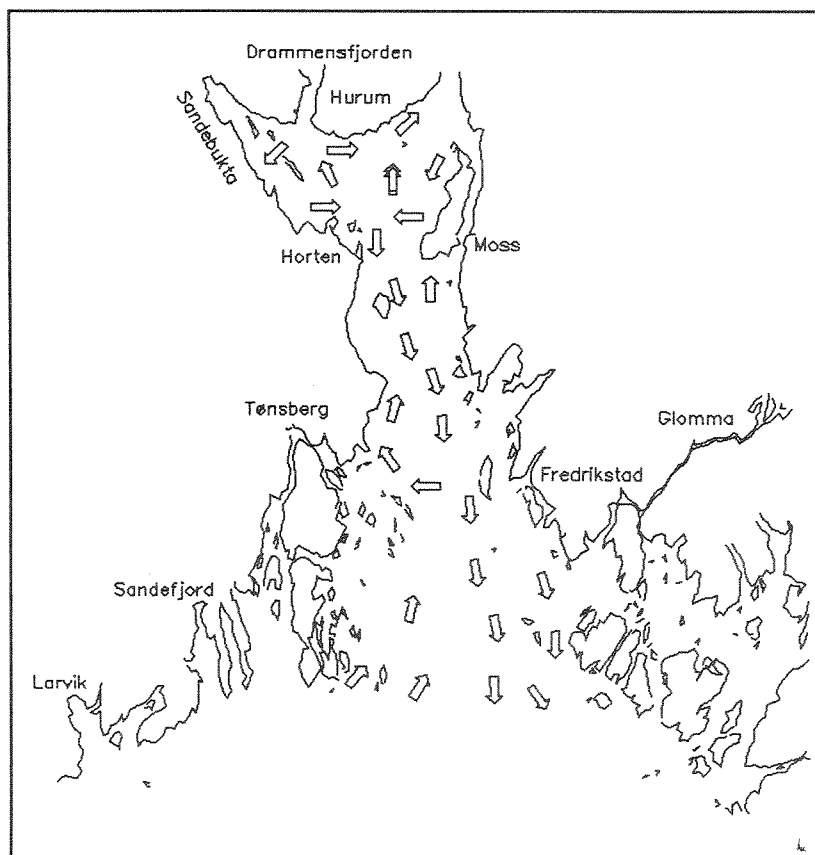 Drammensfjorden
Hurum
Sandebukta
Horten
Moss
Tønsberg
Glomma
Fredrikstad
Sandefjord
Larvik